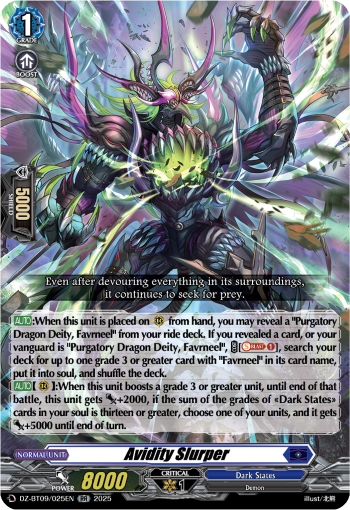 1
GRADE
BOOST
5000
SHIELD
Even after devouring everything in its surroundings,
it continues to seek for prey.
AUTO:When this unit is placed on from hand, you may reveal a "Purgatory
Dragon Deity, Favrneel" from your ride deck. If you revealed a card, or your
vanguard is "Purgatory Dragon Deity, Favrneel", [S-BLAST 1], search your
deck for up to one grade 3 or greater card with "Favrneel" in its card name,
put it into soul, and shuffle the deck.
AUTO[ ]:When this unit boosts a grade 3 or greater unit, until end of that
battle, this unit gets +2000, if the sum of the grades of «Dark States»
cards in your soul is thirteen or greater, choose one of your units, and it gets
+5000 until end of turn.
NORMAL UNIT
Avidity Slurper
POWER 8000
CRITICAL
1
Dark States
Demon
D-BT09/025EN RR 2025
illust/北熊